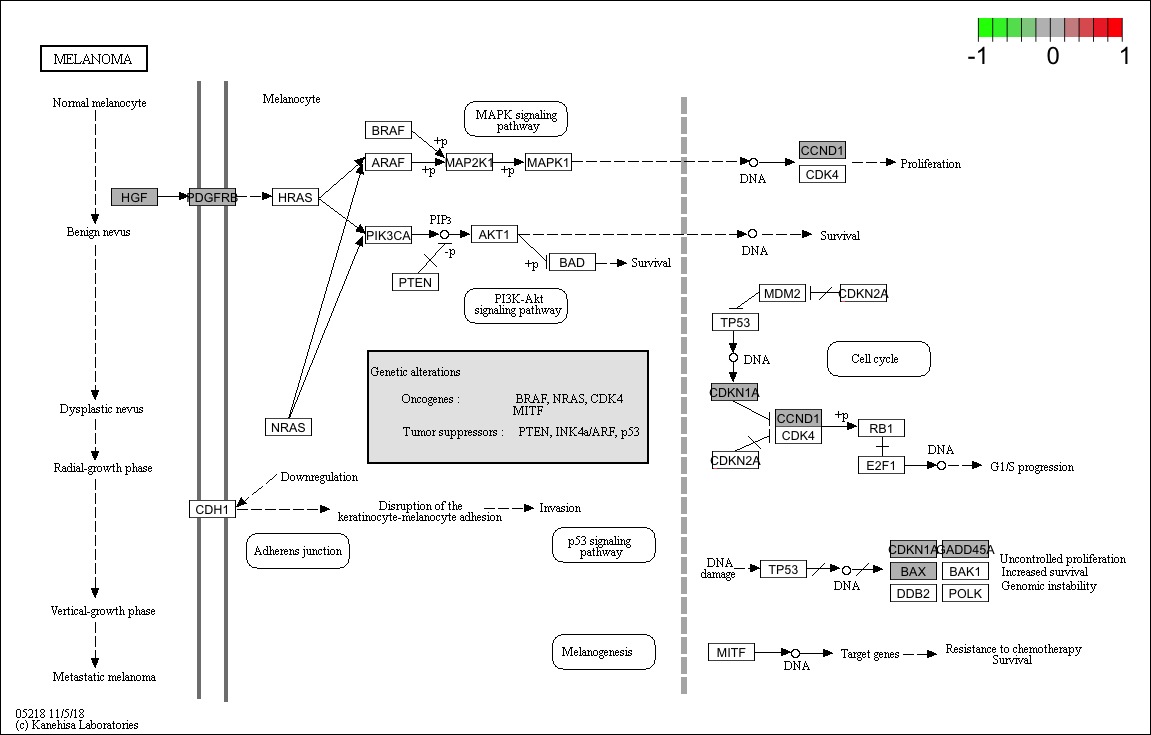 -1 0 1
MELANOMA
Normal melanocyte
Melanocyte
MAPK signaling
pathway
BRAF
+p
ARAF
+p
MAP2K1
+p
MAPK1
DNA
CCND1
CDK4
Proliferation
HGF
PDGFRB
HRAS
Benign nevus
PIK3CA
PIP3
-p
AKT1
DNA
Survival
PTEN
+p
BAD
Survival
PI3K-Akt
signaling pathway
MDM2
CDKN2A
TP53
DNA
Cell cycle
CDKN1A
CCND1
CDK4
+p
RB1
CDKN2A
E2F1
DNA
G1/S progression
Genetic alterations
Oncogenes : BRAF, NRAS, CDK4
MITF
Tumor suppressors : PTEN, INK4a/ARF, p53
Dysplastic nevus
NRAS
Radial-growth phase
Downregulation
CDH1
Disruption of the
keratinocyte-melanocyte adhesion
Invasion
Adherens junction
p53 signaling
pathway
DNA
damage
TP53
DNA
CDKN1A
GADD45A
BAX
BAK1
DDB2
POLK
Uncontrolled proliferation
Increased survival
Genomic instability
Vertical-growth phase
Melanogenesis
MITF
DNA
Target genes
Resistance to chemotherapy
Survival
Metastatic melanoma
05218 11/5/18
(c) Kanehisa Laboratories